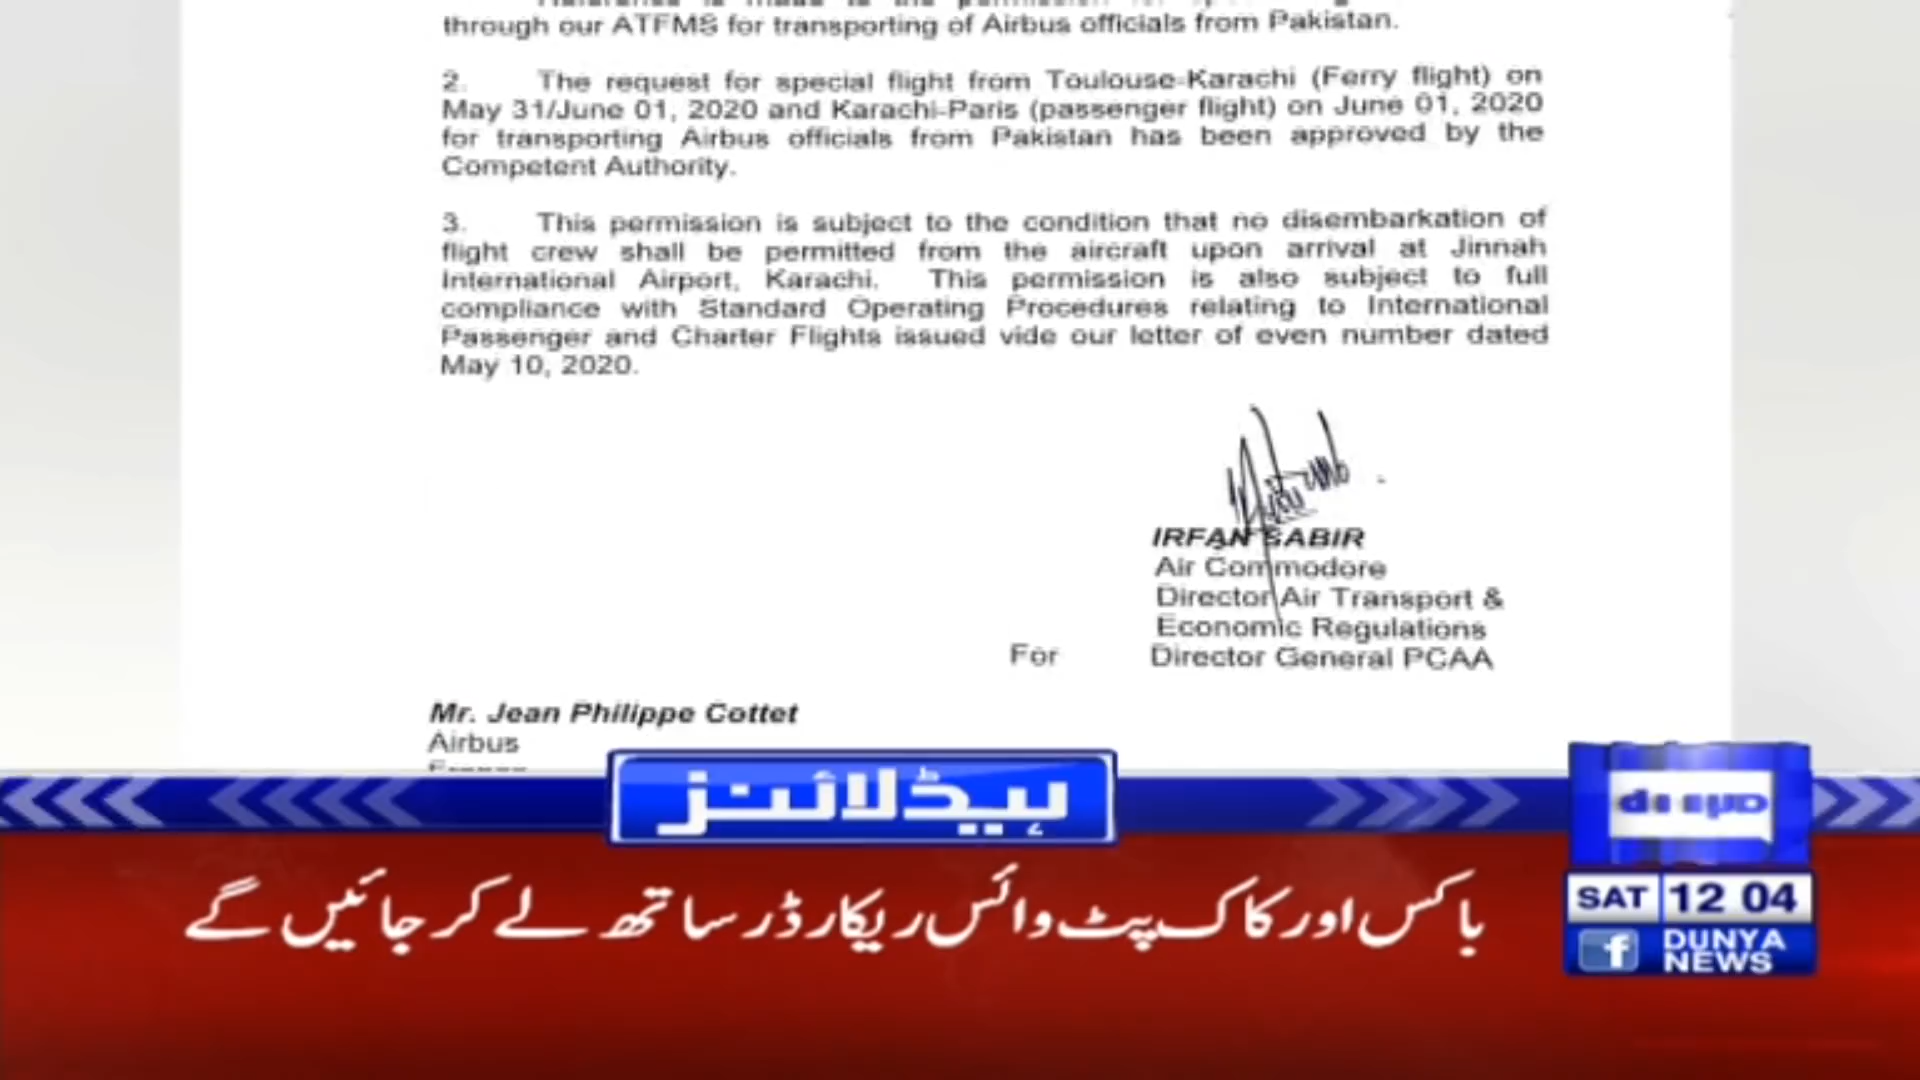 through our ATFMS for transporting of Airbus officials from Pakistan.
2. The request for special flight from Toulouse-Karachi (Ferry flight) on
May 31/June 01, 2020 and Karachi-Paris (passenger flight) on June 01, 2020
for transporting Airbus officials from Pakistan has been approved by the
Competent Authority.
3. This permission is subject to the condition that no disembarkation of
flight crew shall be permitted from the aircraft upon arrival at Jinnah
International Airport, Karachi. This permission is also subject to full
compliance with Standard Operating Procedures relating to International
Passenger and Charter Flights issued vide our letter of even number dated
May 10, 2020.
IRFAN SABIR
Air Commodore
Director Air Transport &
Economic Regulations
For Director General PCAA
Mr. Jean Philippe Cottet
Airbus
ہیڈلائنز
باکس اور کاک پٹ وائس ریکارڈر ساتھ لے کر جائیں گے
SAT 12 04
f DUNYA
NEWS